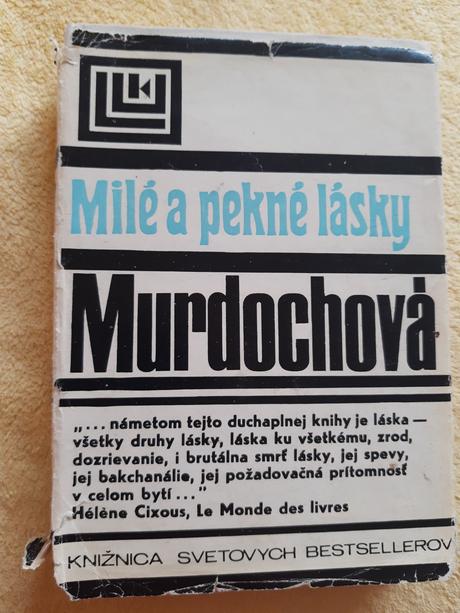 Milé a pekné lásky
Murdochová
„... námetom tejto duchaplnej knihy je láska —
všetky druhy lásky, láska ku všetkému, zrod,
dozrievanie, i brutálna smrť lásky, jej spevy,
jej bakchanálie, jej požadovačná prítomnosť
v celom bytí ..."
Hélène Cixous, Le Monde des livres
KNIŽNICA SVETOVYCH BESTSELLEROV